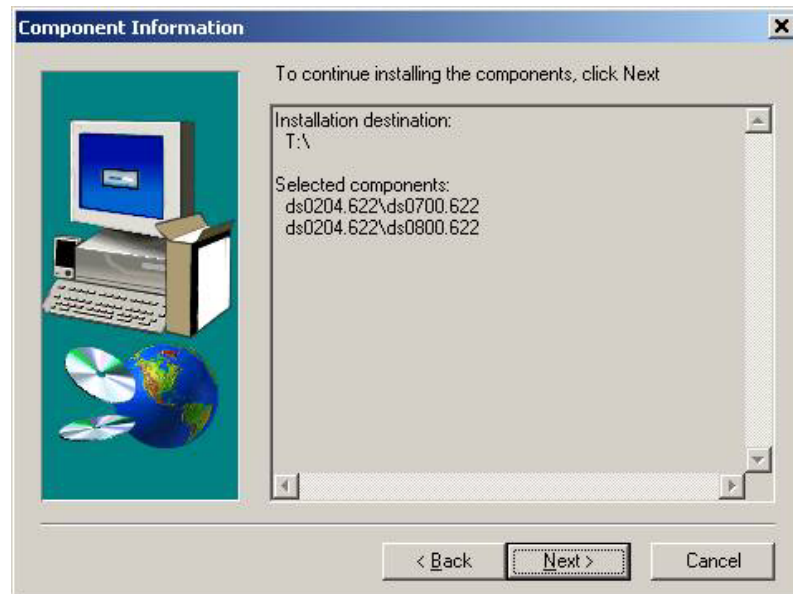 Component Information
To continue installing the components, click Next
Installation destination:
T:\
Selected components:
ds0204.622\ds0700.622
ds0204.622\ds0800.622
< Back
Next >
Cancel